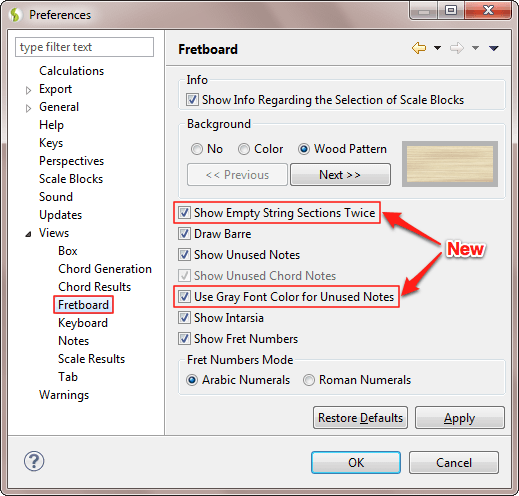 Preferences
type filter text
Calculations
Export
General
Help
Keys
Perspectives
Scale Blocks
Sound
Updates
Views
Box
Chord Generation
Chord Results
Fretboard
Keyboard
Notes
Scale Results
Tab
Warnings
Fretboard
Info
Show Info Regarding the Selection of Scale Blocks
Background
No Color Wood Pattern
<< Previous Next >>
Show Empty String Sections Twice
Draw Barre
Show Unused Notes
Show Unused Chord Notes
Use Gray Font Color for Unused Notes
Show Intarsia
Show Fret Numbers
New
Fret Numbers Mode
Arabic Numerals Roman Numerals
Restore Defaults Apply
? OK Cancel